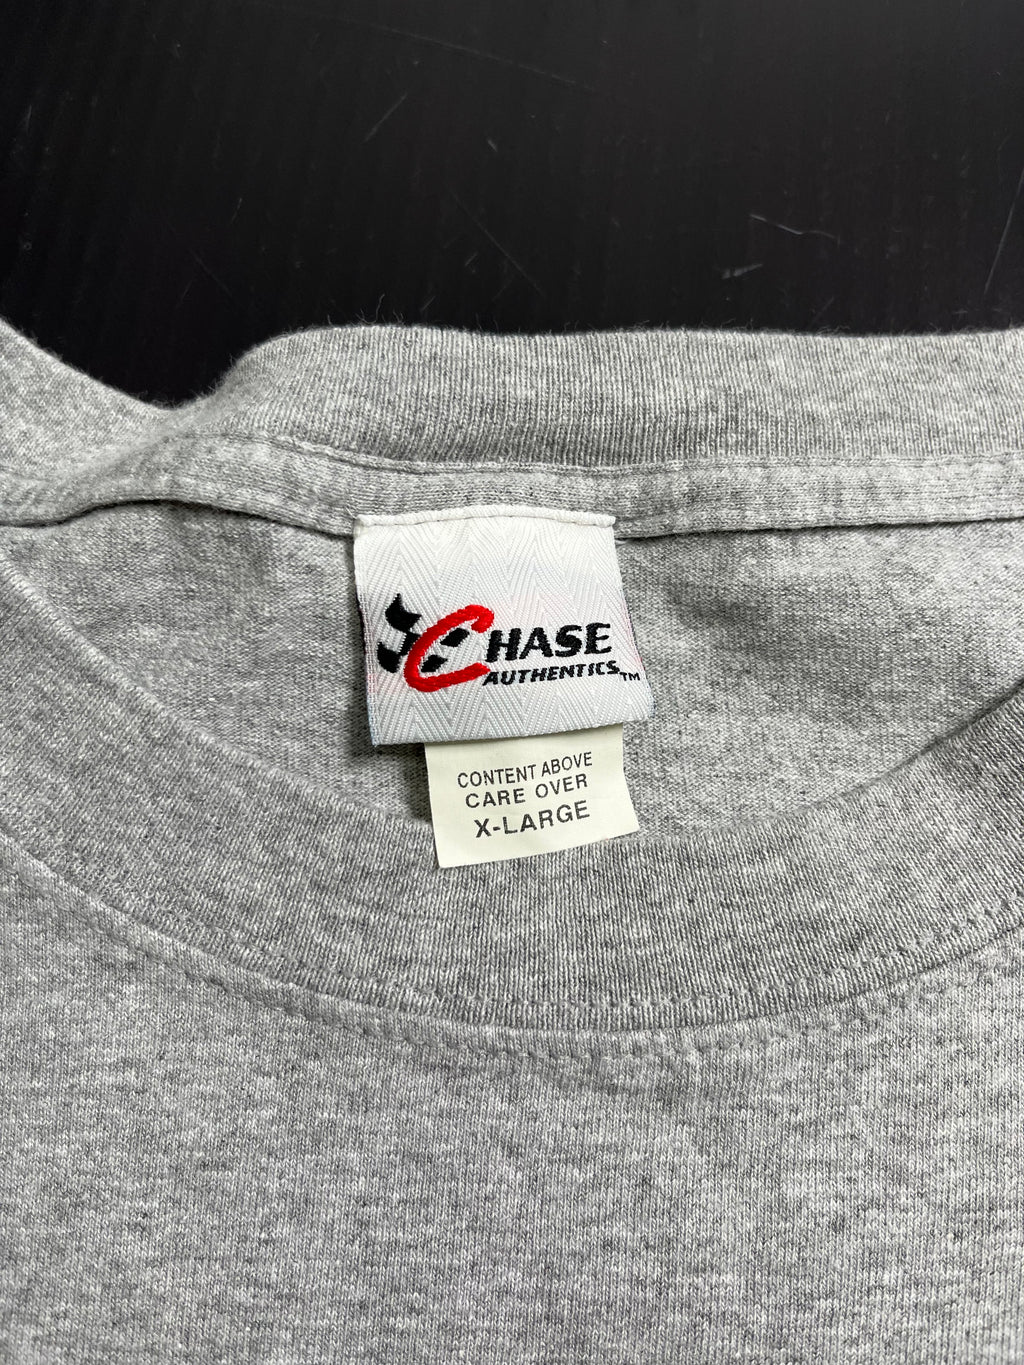 CHASE
AUTHENTICS™
CONTENT ABOVE
CARE OVER
X-LARGE